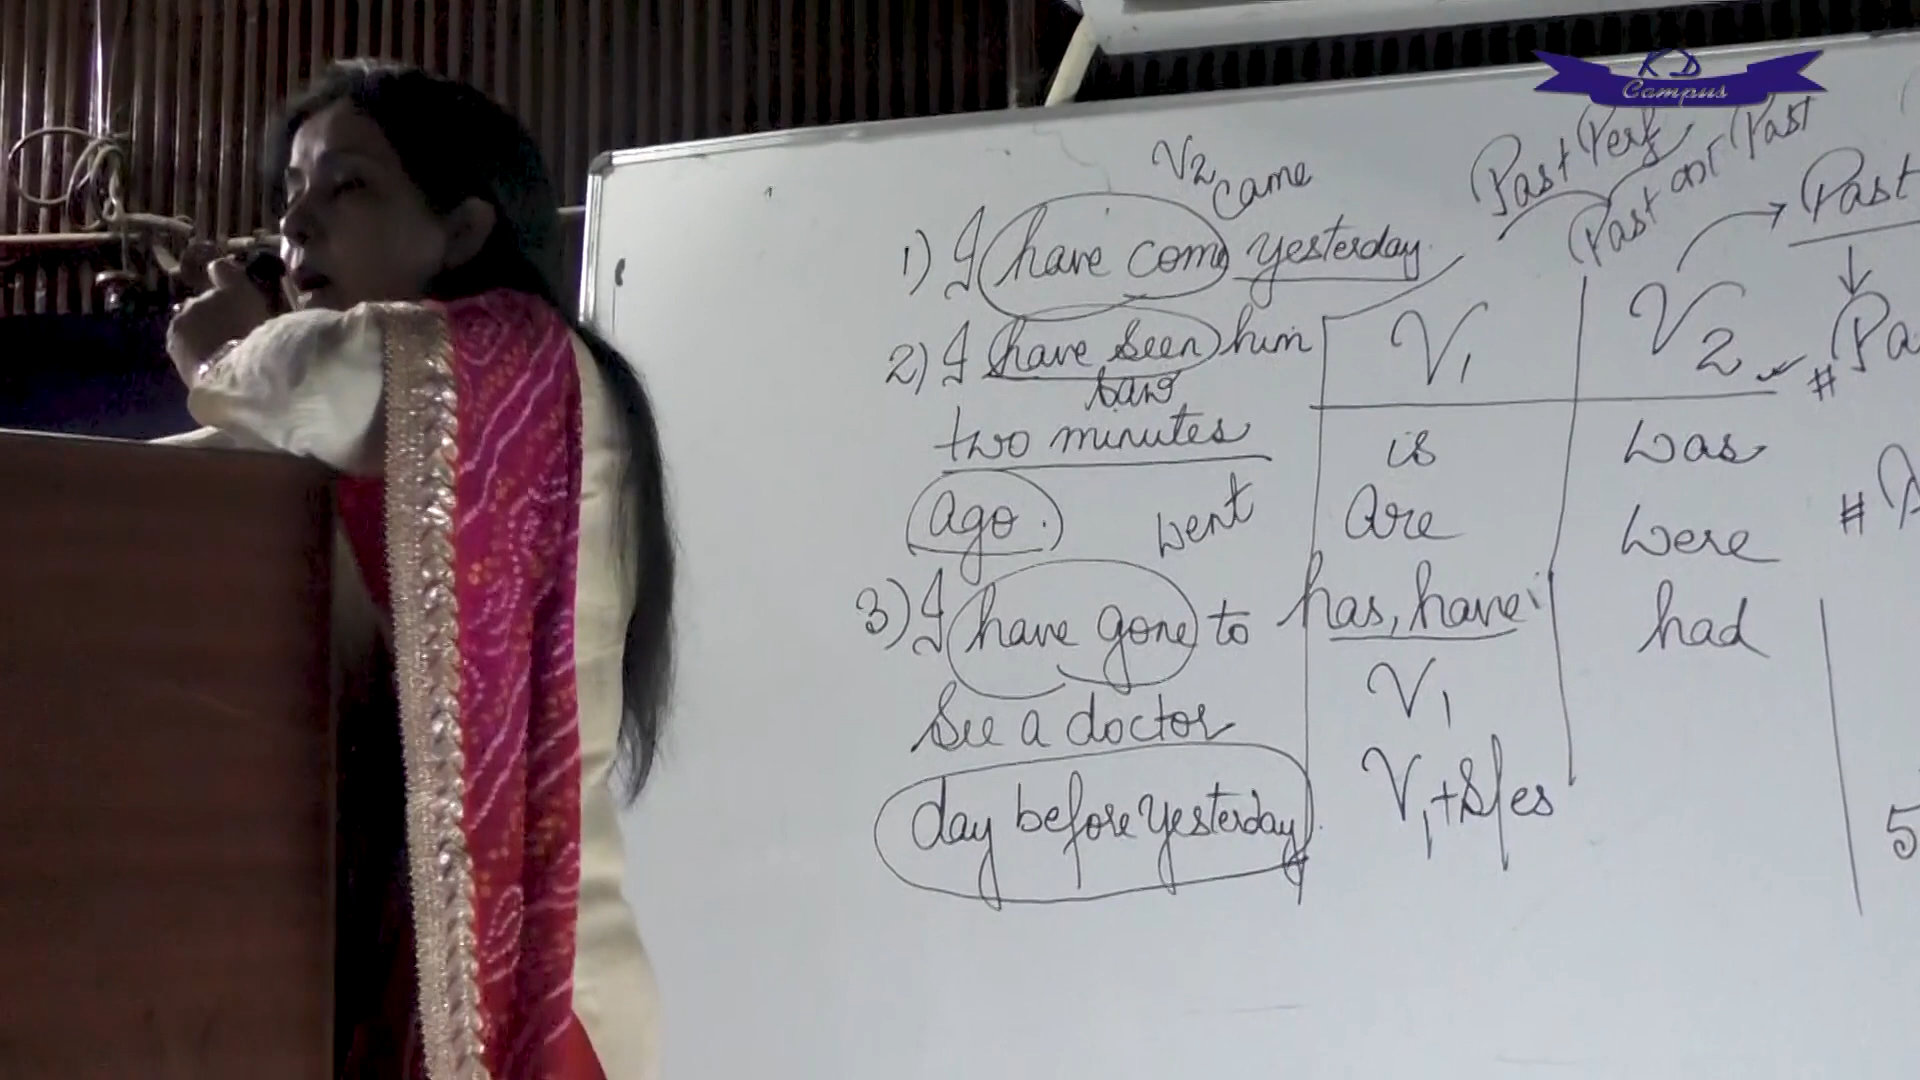 KD
Campus
V2 came
1) I have come yesterday.
2) I have seen him
saw
two minutes
ago.
went
3) I have gone to
see a doctor
day before yesterday.
Past Perf
Past Past
V1 V2
is was
are were
has, have had
V1
V1+s/es
Past
# Pa
#
5